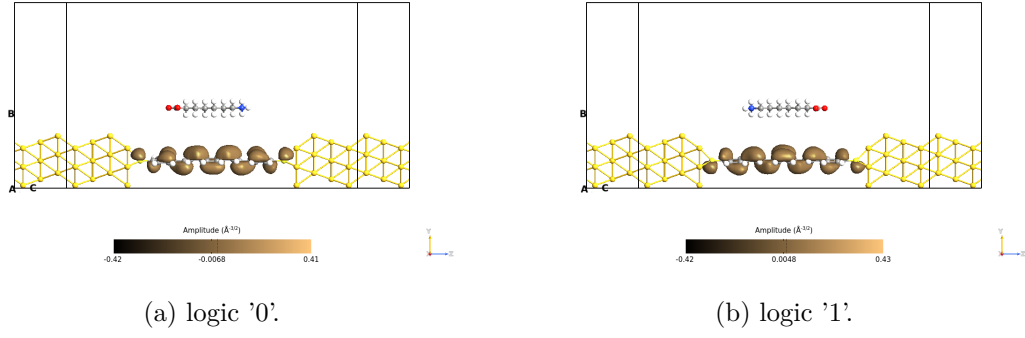 B
A C
Amplitude (Å⁻³/²)
-0.42 -0.0068 0.41
Y
X Z
(a) logic '0'.
B
A C
Amplitude (Å⁻³/²)
-0.42 0.0048 0.43
Y
X Z
(b) logic '1'.